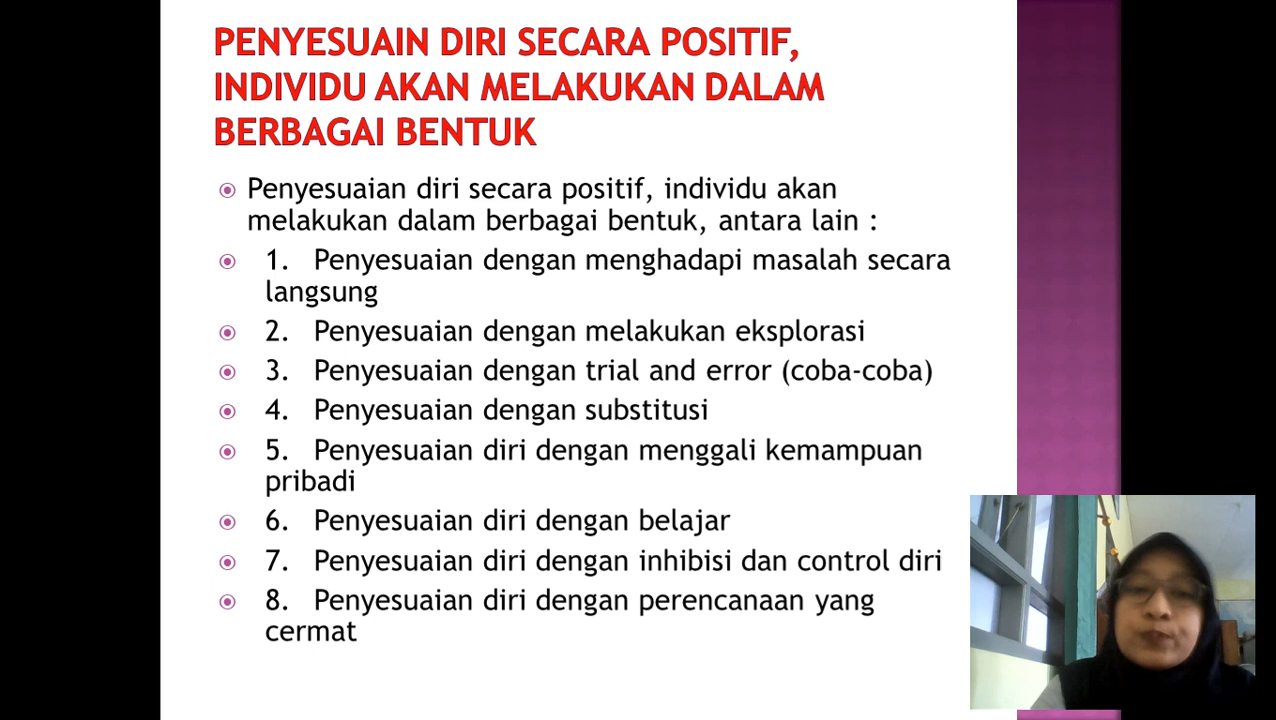 PENYESUAIN DIRI SECARA POSITIF,
INDIVIDU AKAN MELAKUKAN DALAM
BERBAGAI BENTUK
Penyesuaian diri secara positif, individu akan
melakukan dalam berbagai bentuk, antara lain :
1. Penyesuaian dengan menghadapi masalah secara
langsung
2. Penyesuaian dengan melakukan eksplorasi
3. Penyesuaian dengan trial and error (coba-coba)
4. Penyesuaian dengan substitusi
5. Penyesuaian diri dengan menggali kemampuan
pribadi
6. Penyesuaian diri dengan belajar
7. Penyesuaian diri dengan inhibisi dan control diri
8. Penyesuaian diri dengan perencanaan yang
cermat